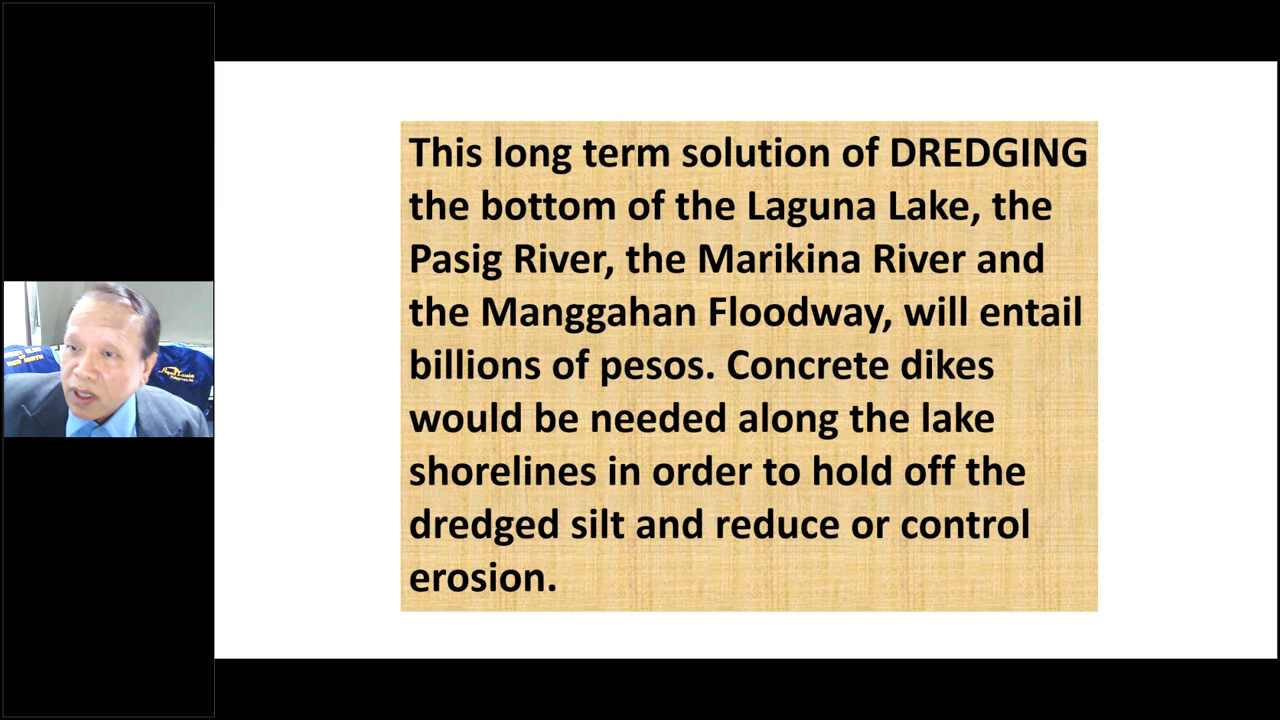 This long term solution of DREDGING
the bottom of the Laguna Lake, the
Pasig River, the Marikina River and
the Manggahan Floodway, will entail
billions of pesos. Concrete dikes
would be needed along the lake
shorelines in order to hold off the
dredged silt and reduce or control
erosion.